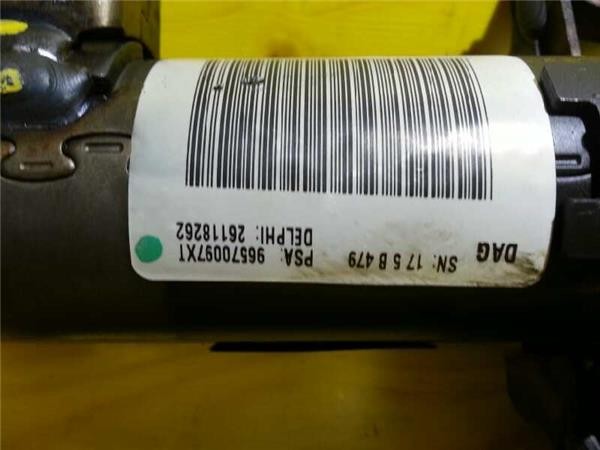 DAG
SN: 17 5 B 479
PSA: 96570097XT
DELPHI: 26118262